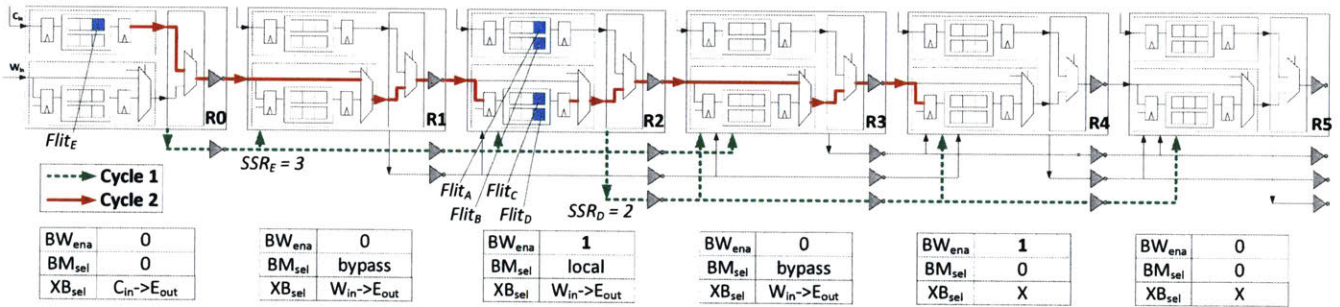 C_in
W_in
R0
R1
R2
R3
R4
R5
Flit_E
SSR_E = 3
Flit_A
Flit_C
Flit_B
Flit_D
SSR_D = 2
Cycle 1
Cycle 2
BW_ena 0
BM_sel 0
XB_sel C_in->E_out
BW_ena 0
BM_sel bypass
XB_sel W_in->E_out
BW_ena 1
BM_sel local
XB_sel W_in->E_out
BW_ena 0
BM_sel bypass
XB_sel W_in->E_out
BW_ena 1
BM_sel 0
XB_sel X
BW_ena 0
BM_sel 0
XB_sel X